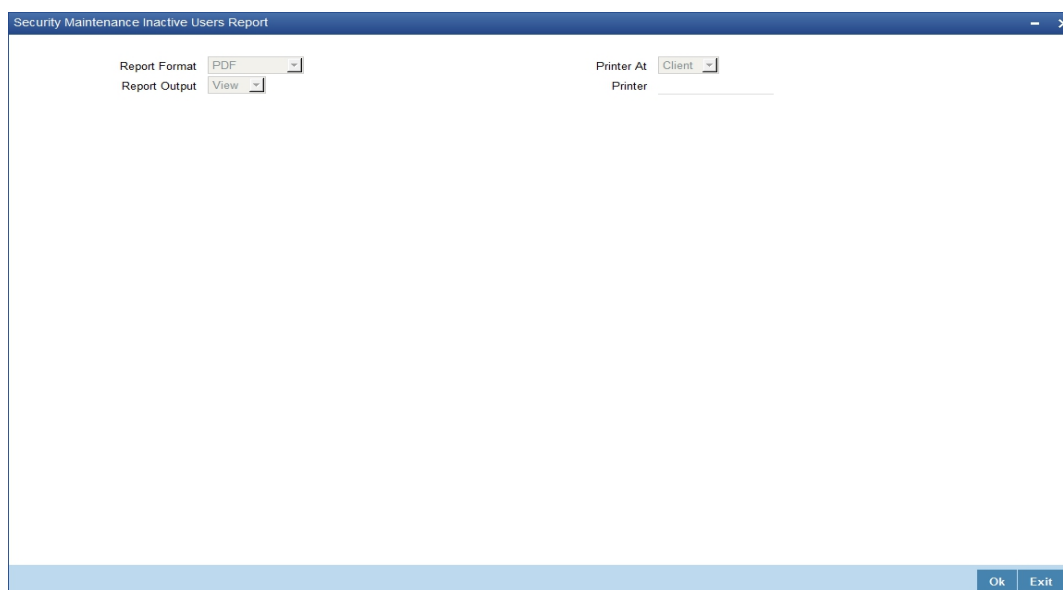 Security Maintenance Inactive Users Report
Report Format PDF Printer At Client
Report Output View Printer
Ok Exit